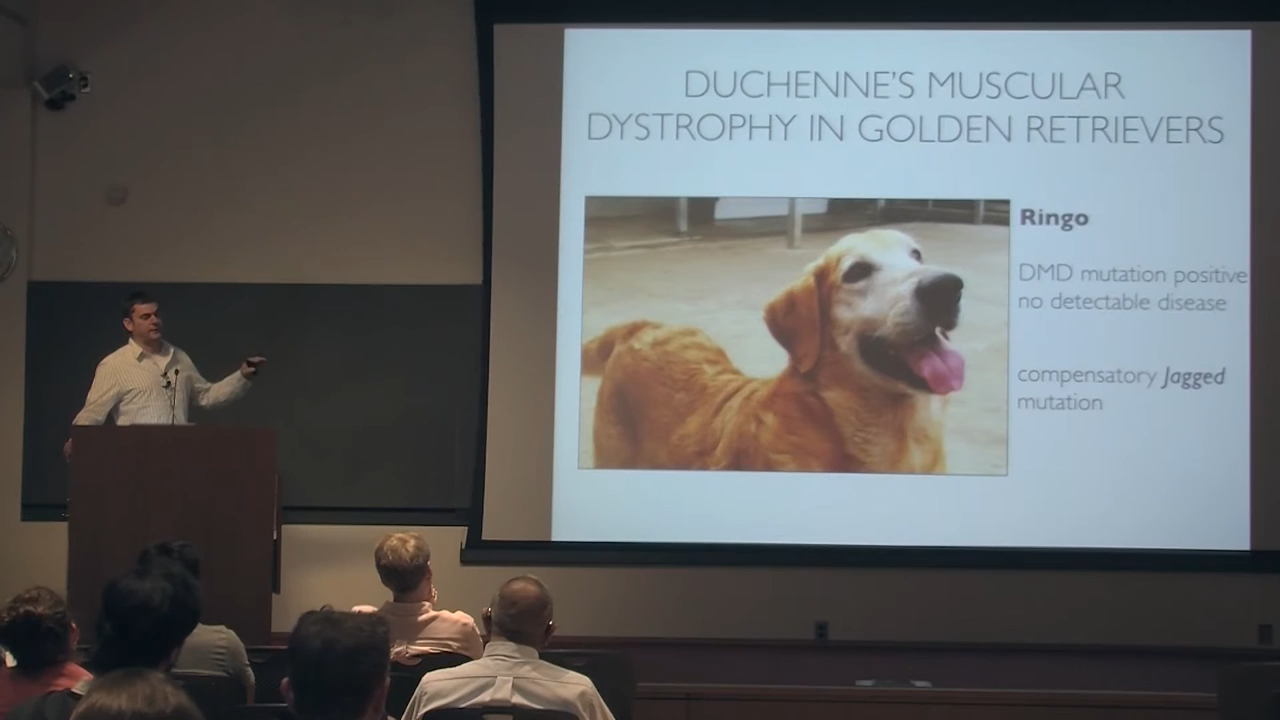 DUCHENNE'S MUSCULAR
DYSTROPHY IN GOLDEN RETRIEVERS
Ringo
DMD mutation positive
no detectable disease
compensatory Jagged
mutation